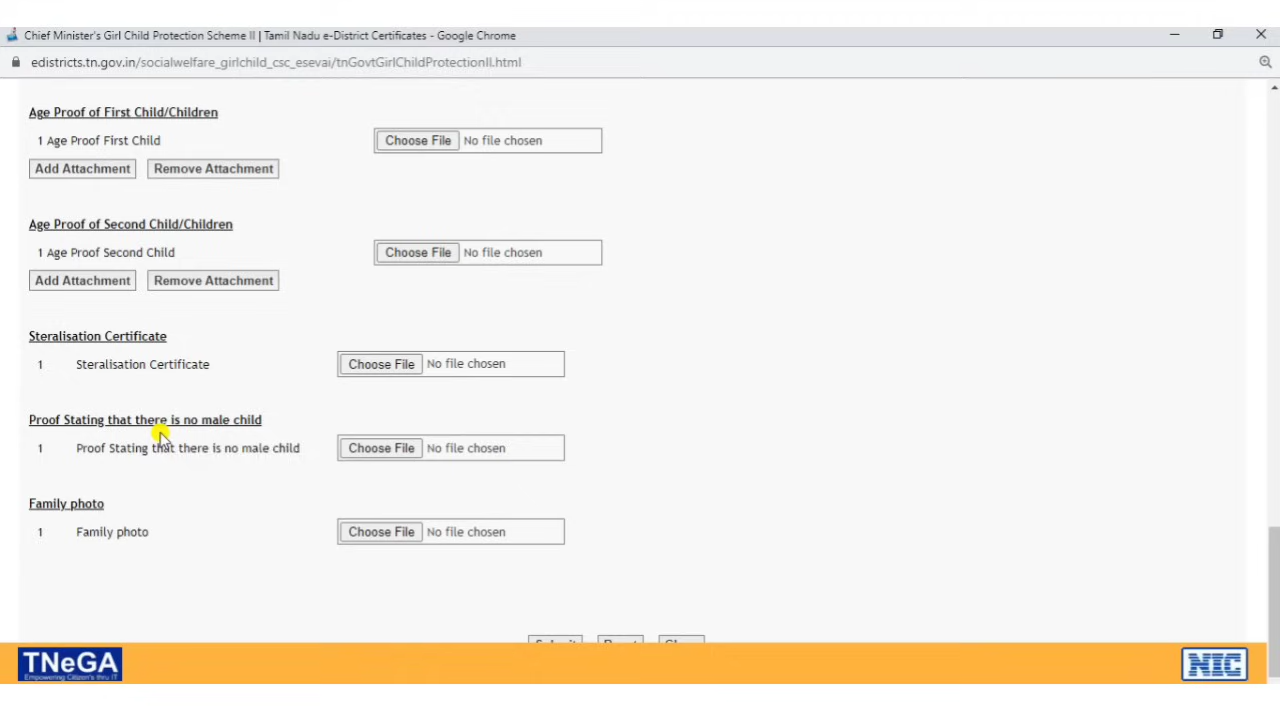 Chief Minister's Girl Child Protection Scheme II | Tamil Nadu e-District Certificates - Google Chrome
edistricts.tn.gov.in/socialwelfare_girlchild_csc_esevai/tnGovtGirlChildProtectionII.html
Age Proof of First Child/Children
1 Age Proof First Child Choose File No file chosen
Add Attachment Remove Attachment
Age Proof of Second Child/Children
1 Age Proof Second Child Choose File No file chosen
Add Attachment Remove Attachment
Steralisation Certificate
1 Steralisation Certificate Choose File No file chosen
Proof Stating that there is no male child
1 Proof Stating that there is no male child Choose File No file chosen
Family photo
1 Family photo Choose File No file chosen
TNeGA NIC
Empowering Citizen's thru IT